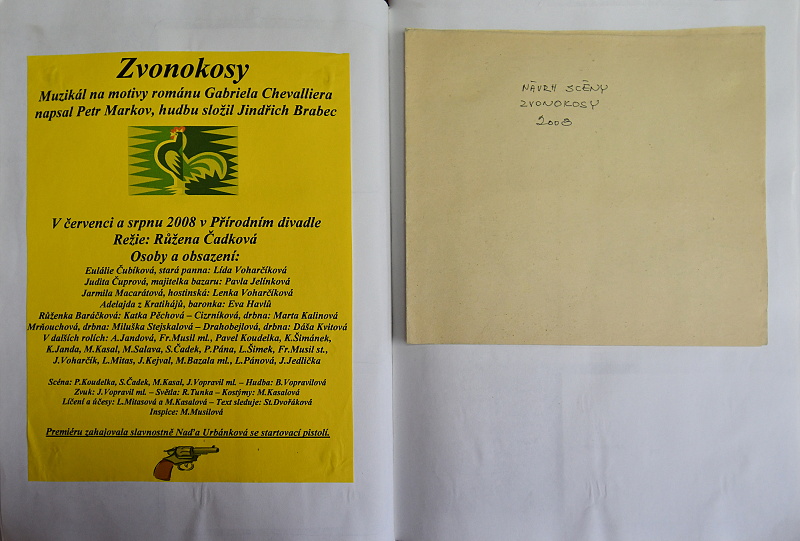 Zvonokosy
Muzikál na motivy románu Gabriela Chevalliera
napsal Petr Markov, hudbu složil Jindřich Brabec
V červenci a srpnu 2008 v Přírodním divadle
Režie: Růžena Čadková
Osoby a obsazení:
Eulálie Čubíková, stará panna: Lída Voharčíková
Judita Čuprová, majitelka bazaru: Pavla Jelínková
Jarmila Macarátová, hostinská: Lenka Voharčíková
Adelajda z Kratihájů, baronka: Eva Havlů
Růženka Baráčková: Katka Pěchová – Cizrníková, drbna: Marta Kalinová
Mrňouchová, drbna: Miluška Stejskalová – Drahobejlová, drbna: Dáša Kvitová
V dalších rolích: A.Jandová, Fr.Musil ml., Pavel Koudelka, K.Šimánek,
K.Janda, M.Kasal, M.Salava, S.Čadek, P.Pána, L.Šimek, Fr.Musil st.,
J.Voharčík, L.Mitas, J.Kejval, M.Bazala ml., L.Pánová, J.Jedlička
Scéna: P.Koudelka, S.Čadek, M.Kasal, J.Vopravil ml. – Hudba: B.Vopravilová
Zvuk: J.Vopravil ml. – Světla: R.Tunka – Kostýmy: M.Kasalová
Líčení a účesy: L.Mitasová a M.Kasalová – Text sleduje: St.Dvořáková
Inspice: M.Musilová
Premiéru zahajovala slavnostně Naďa Urbánková se startovací pistolí.
NÁVRH SCÉNY
ZVONOKOSY
2008